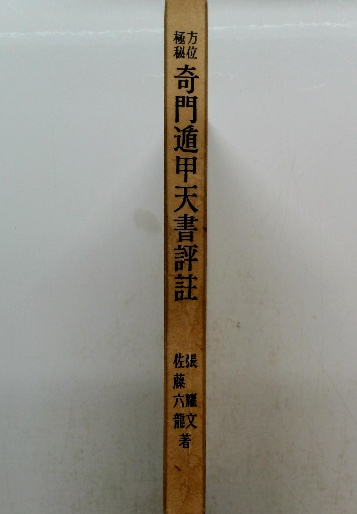 方位
極秘
奇門遁甲天書評註
張耀文
佐藤六龍
著